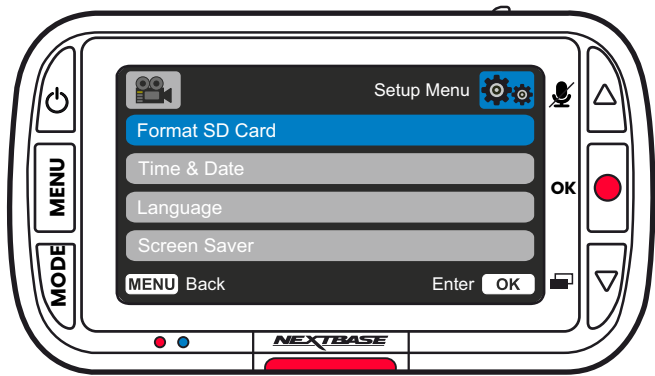 Setup Menu
Format SD Card
Time & Date
Language
Screen Saver
MENU Back
Enter OK
MENU
MODE
OK
NEXTBASE